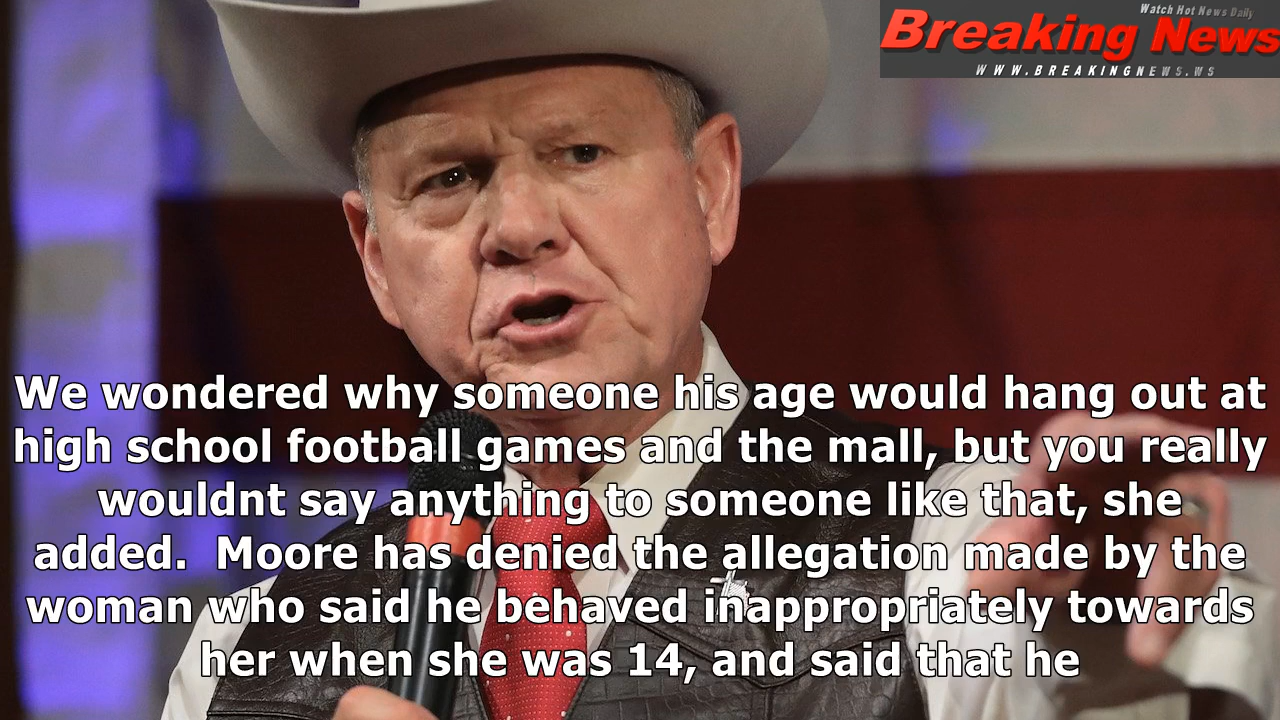 Watch Hot News Daily
Breaking News
WWW.BREAKINGNEWS.WS
We wondered why someone his age would hang out at
high school football games and the mall, but you really
wouldnt say anything to someone like that, she
added.  Moore has denied the allegation made by the
woman who said he behaved inappropriately towards
her when she was 14, and said that he